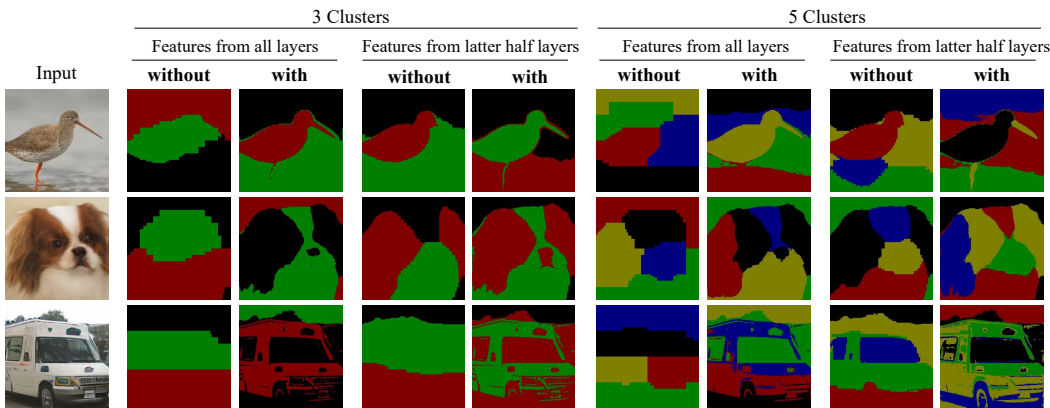 3 Clusters 5 Clusters
Features from all layers Features from latter half layers Features from all layers Features from latter half layers
Input without with without with without with without with